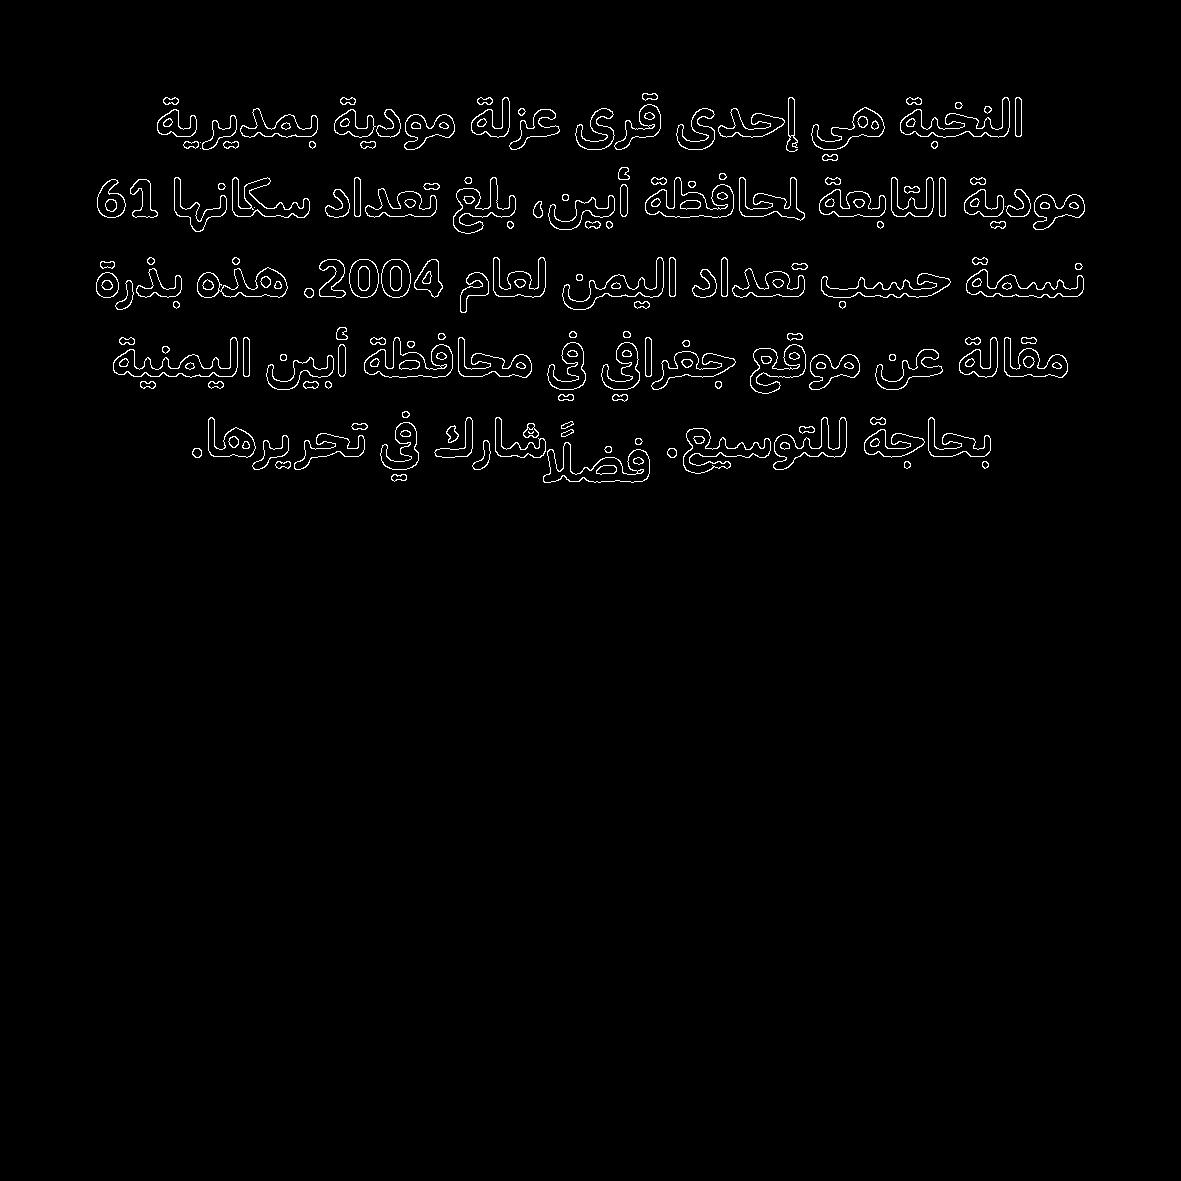 النخبة هي إحدى قرى عزلة مودية بمديرية
مودية التابعة لمحافظة أبين، بلغ تعداد سكانها 61
نسمة حسب تعداد اليمن لعام 2004. هذه بذرة
مقالة عن موقع جغرافي في محافظة أبين اليمنية
بحاجة للتوسيع. فضلًا شارك في تحريرها.